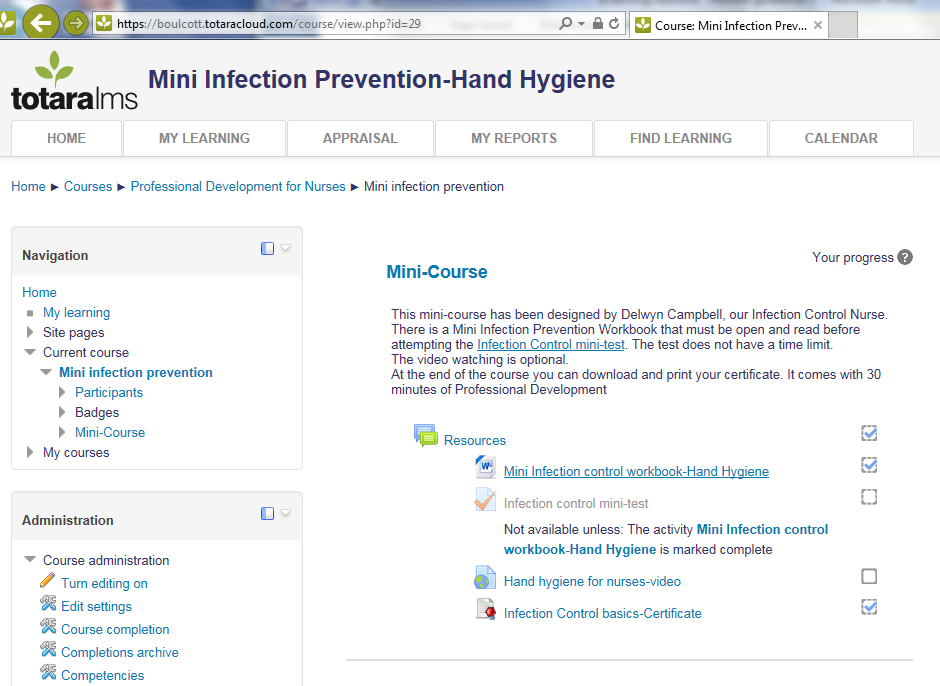 https://boulcott.totaracloud.com/course/view.php?id=29
Course: Mini Infection Prev...
totaralms
Mini Infection Prevention-Hand Hygiene
HOME
MY LEARNING
APPRAISAL
MY REPORTS
FIND LEARNING
CALENDAR
Home ► Courses ► Professional Development for Nurses ► Mini infection prevention
Navigation
Home
My learning
Site pages
Current course
Mini infection prevention
Participants
Badges
Mini-Course
My courses
Administration
Course administration
Turn editing on
Edit settings
Course completion
Completions archive
Competencies
Your progress ?
Mini-Course
This mini-course has been designed by Delwyn Campbell, our Infection Control Nurse.
There is a Mini Infection Prevention Workbook that must be open and read before
attempting the Infection Control mini-test. The test does not have a time limit.
The video watching is optional.
At the end of the course you can download and print your certificate. It comes with 30
minutes of Professional Development
Resources
Mini Infection control workbook-Hand Hygiene
Infection control mini-test
Not available unless: The activity Mini Infection control
workbook-Hand Hygiene is marked complete
Hand hygiene for nurses-video
Infection Control basics-Certificate